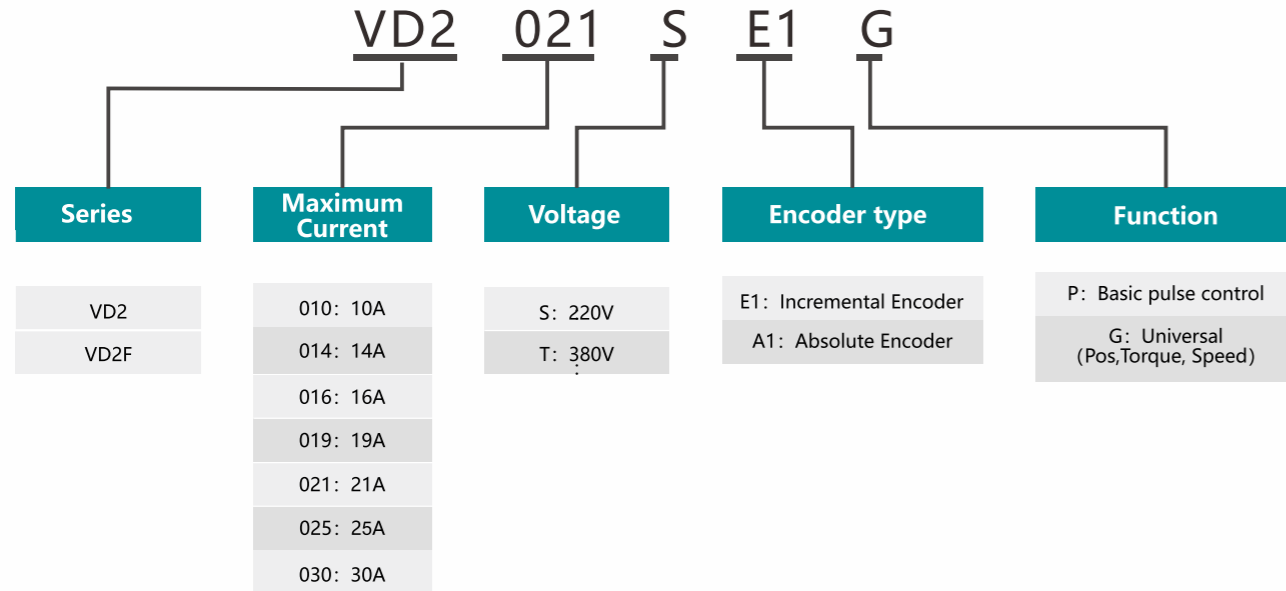 VD2 021 S E1 G
Series
Maximum
Current
Voltage
Encoder type
Function
VD2
VD2F
010：10A
014：14A
016：16A
019：19A
021：21A
025：25A
030：30A
S：220V
T：380V
:
E1：Incremental Encoder
A1：Absolute Encoder
P：Basic pulse control
G：Universal
(Pos,Torque, Speed)